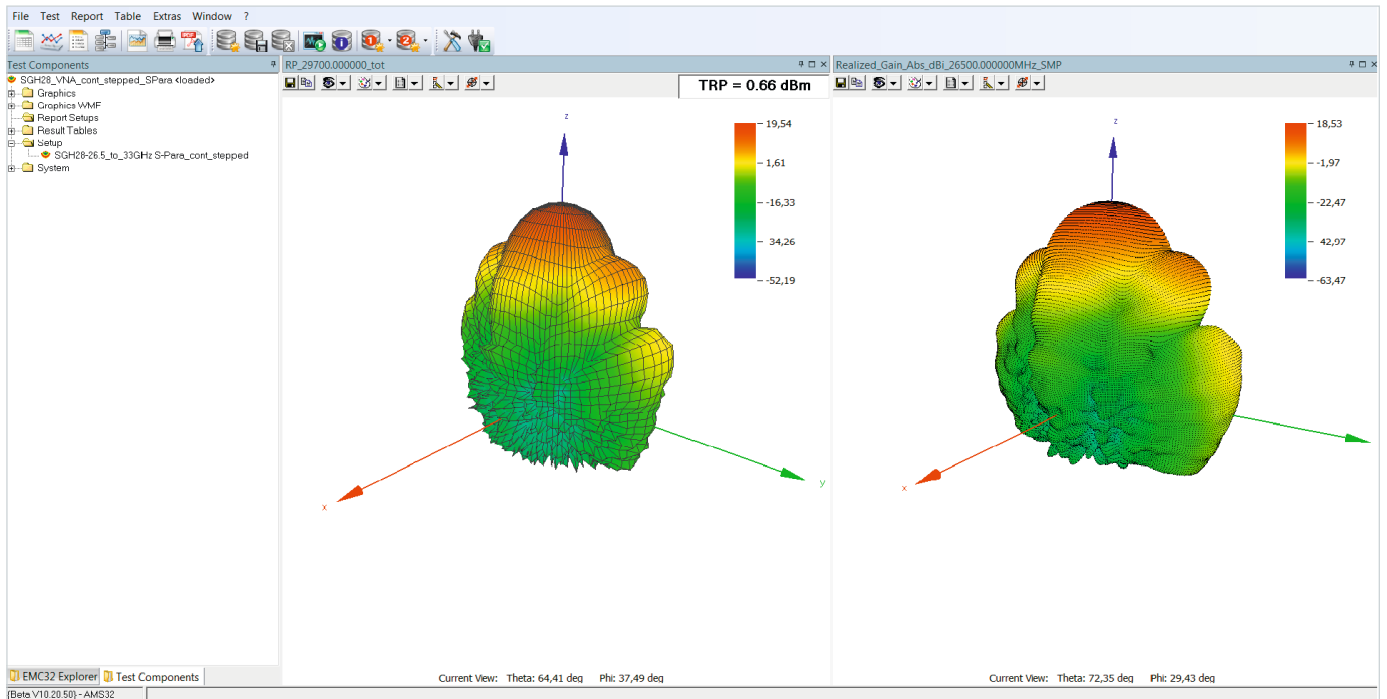 File Test Report Table Extras Window ?
Test Components
SGH28_VNA_cont_stepped_SPara <loaded>
Graphics
Graphics WMF
Report Setups
Result Tables
Setup
SGH28-26.5_to_33GHz S-Para_cont_stepped
System
EMC32 Explorer Test Components
(Beta V10.20.50) - AMS32
RP_29700.000000_tot
TRP = 0.66 dBm
z
19,54
1,61
-16,33
34,26
-52,19
x
y
Current View: Theta: 64,41 deg Phi: 37,49 deg
Realized_Gain_Abs_dBi_26500.000000MHz_SMP
z
18,53
-1,97
-22,47
-42,97
-63,47
x
Current View: Theta: 72,35 deg Phi: 29,43 deg